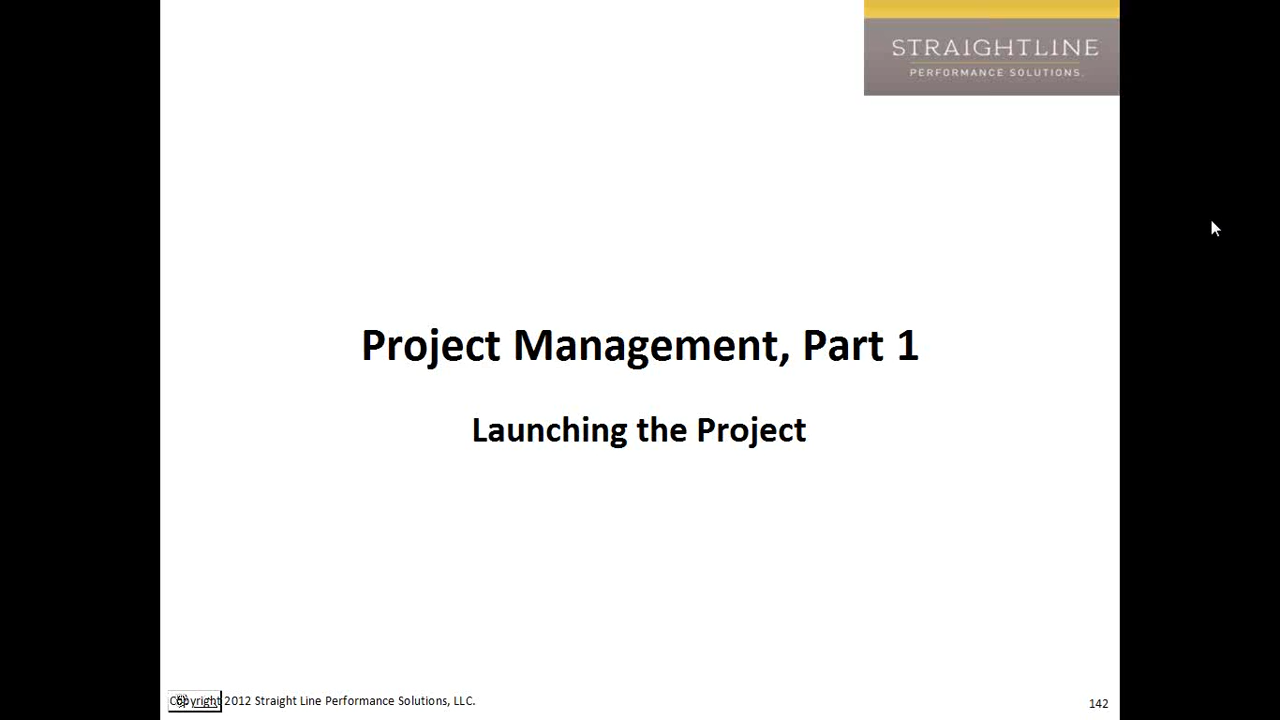 STRAIGHTLINE
PERFORMANCE SOLUTIONS.
Project Management, Part 1
Launching the Project
Copyright 2012 Straight Line Performance Solutions, LLC.
142